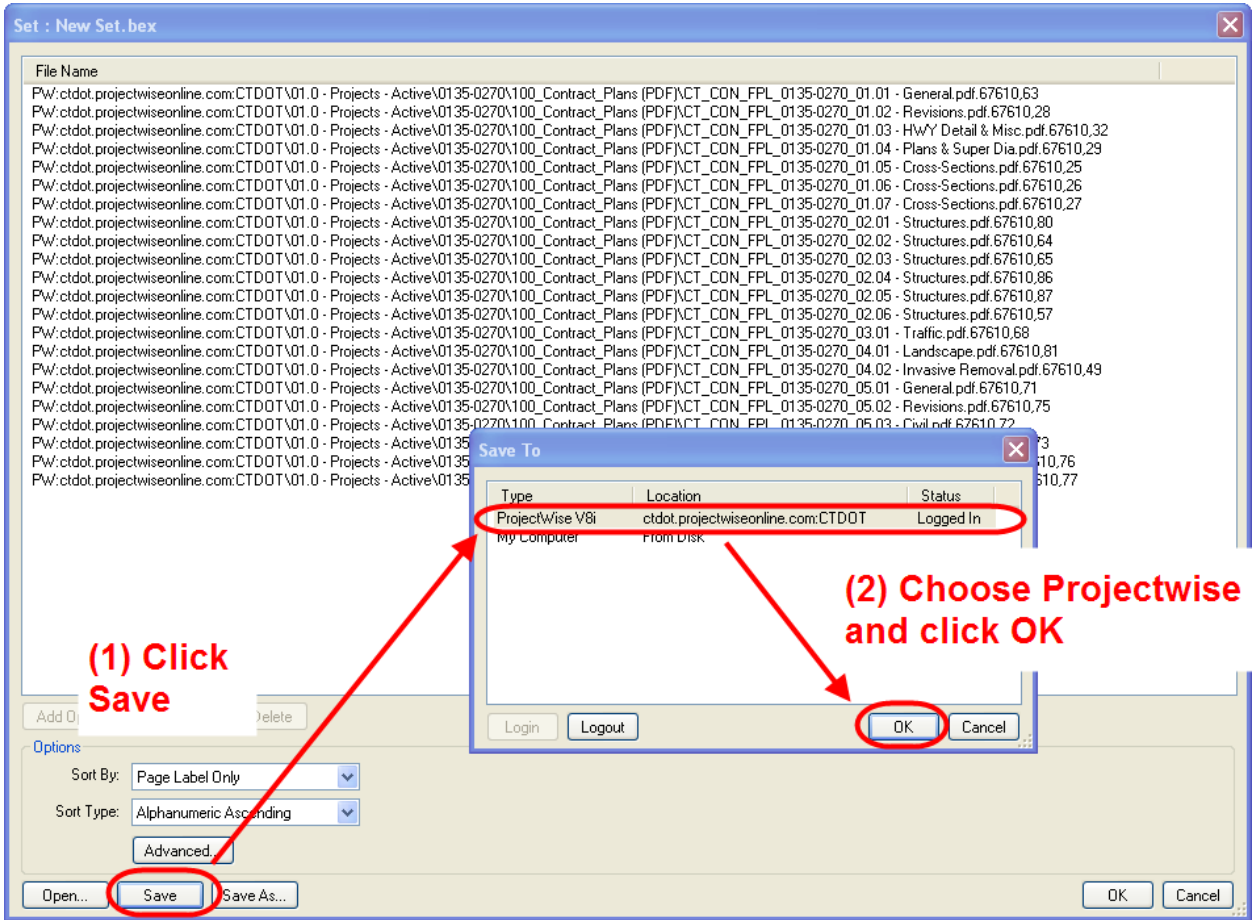 Set : New Set.bex
File Name
PW:ctdot.projectwiseonline.com:CTDOT\01.0 - Projects - Active\0135-0270\100_Contract_Plans (PDF)\CT_CON_FPL_0135-0270_01.01 - General.pdf.67610,63
PW:ctdot.projectwiseonline.com:CTDOT\01.0 - Projects - Active\0135-0270\100_Contract_Plans (PDF)\CT_CON_FPL_0135-0270_01.02 - Revisions.pdf.67610,28
PW:ctdot.projectwiseonline.com:CTDOT\01.0 - Projects - Active\0135-0270\100_Contract_Plans (PDF)\CT_CON_FPL_0135-0270_01.03 - HWY Detail & Misc.pdf.67610,32
PW:ctdot.projectwiseonline.com:CTDOT\01.0 - Projects - Active\0135-0270\100_Contract_Plans (PDF)\CT_CON_FPL_0135-0270_01.04 - Plans & Super Dia.pdf.67610,29
PW:ctdot.projectwiseonline.com:CTDOT\01.0 - Projects - Active\0135-0270\100_Contract_Plans (PDF)\CT_CON_FPL_0135-0270_01.05 - Cross-Sections.pdf.67610,25
PW:ctdot.projectwiseonline.com:CTDOT\01.0 - Projects - Active\0135-0270\100_Contract_Plans (PDF)\CT_CON_FPL_0135-0270_01.06 - Cross-Sections.pdf.67610,26
PW:ctdot.projectwiseonline.com:CTDOT\01.0 - Projects - Active\0135-0270\100_Contract_Plans (PDF)\CT_CON_FPL_0135-0270_01.07 - Cross-Sections.pdf.67610,27
PW:ctdot.projectwiseonline.com:CTDOT\01.0 - Projects - Active\0135-0270\100_Contract_Plans (PDF)\CT_CON_FPL_0135-0270_02.01 - Structures.pdf.67610,80
PW:ctdot.projectwiseonline.com:CTDOT\01.0 - Projects - Active\0135-0270\100_Contract_Plans (PDF)\CT_CON_FPL_0135-0270_02.02 - Structures.pdf.67610,64
PW:ctdot.projectwiseonline.com:CTDOT\01.0 - Projects - Active\0135-0270\100_Contract_Plans (PDF)\CT_CON_FPL_0135-0270_02.03 - Structures.pdf.67610,65
PW:ctdot.projectwiseonline.com:CTDOT\01.0 - Projects - Active\0135-0270\100_Contract_Plans (PDF)\CT_CON_FPL_0135-0270_02.04 - Structures.pdf.67610,86
PW:ctdot.projectwiseonline.com:CTDOT\01.0 - Projects - Active\0135-0270\100_Contract_Plans (PDF)\CT_CON_FPL_0135-0270_02.05 - Structures.pdf.67610,87
PW:ctdot.projectwiseonline.com:CTDOT\01.0 - Projects - Active\0135-0270\100_Contract_Plans (PDF)\CT_CON_FPL_0135-0270_02.06 - Structures.pdf.67610,57
PW:ctdot.projectwiseonline.com:CTDOT\01.0 - Projects - Active\0135-0270\100_Contract_Plans (PDF)\CT_CON_FPL_0135-0270_03.01 - Traffic.pdf.67610,68
PW:ctdot.projectwiseonline.com:CTDOT\01.0 - Projects - Active\0135-0270\100_Contract_Plans (PDF)\CT_CON_FPL_0135-0270_04.01 - Landscape.pdf.67610,81
PW:ctdot.projectwiseonline.com:CTDOT\01.0 - Projects - Active\0135-0270\100_Contract_Plans (PDF)\CT_CON_FPL_0135-0270_04.02 - Invasive Removal.pdf.67610,49
PW:ctdot.projectwiseonline.com:CTDOT\01.0 - Projects - Active\0135-0270\100_Contract_Plans (PDF)\CT_CON_FPL_0135-0270_05.01 - General.pdf.67610,71
PW:ctdot.projectwiseonline.com:CTDOT\01.0 - Projects - Active\0135-0270\100_Contract_Plans (PDF)\CT_CON_FPL_0135-0270_05.02 - Revisions.pdf.67610,75
PW:ctdot.projectwiseonline.com:CTDOT\01.0 - Projects - Active\0135-0270\100_Contract_Plans (PDF)\CT_CON_FPL_0135-0270_05.03 - Civil.pdf.67610,72
PW:ctdot.projectwiseonline.com:CTDOT\01.0 - Projects - Active\0135 73
PW:ctdot.projectwiseonline.com:CTDOT\01.0 - Projects - Active\0135 10,76
PW:ctdot.projectwiseonline.com:CTDOT\01.0 - Projects - Active\0135 510,77
Save To
Type Location Status
ProjectWise V8i ctdot.projectwiseonline.com:CTDOT Logged In
My Computer From Disk
(2) Choose Projectwise
and click OK
(1) Click
Save
Login Logout OK Cancel
Add O Delete
Options
Sort By: Page Label Only
Sort Type: Alphanumeric Ascending
Advanced...
Open... Save Save As... OK Cancel